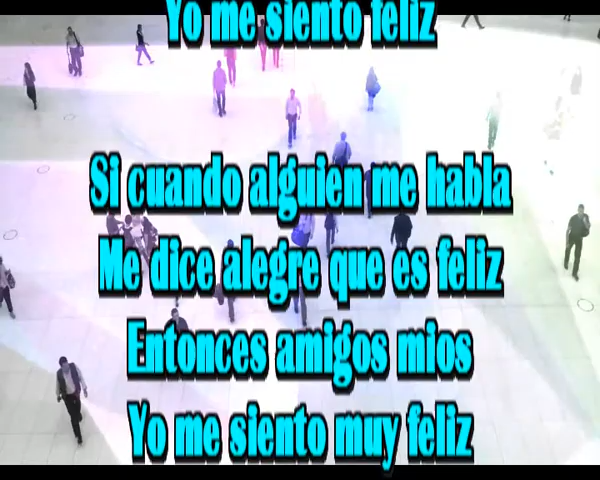 Yo me siento feliz
Si cuando alguien me habla
Me dice alegre que es feliz
Entonces amigos mios
Yo me siento muy feliz